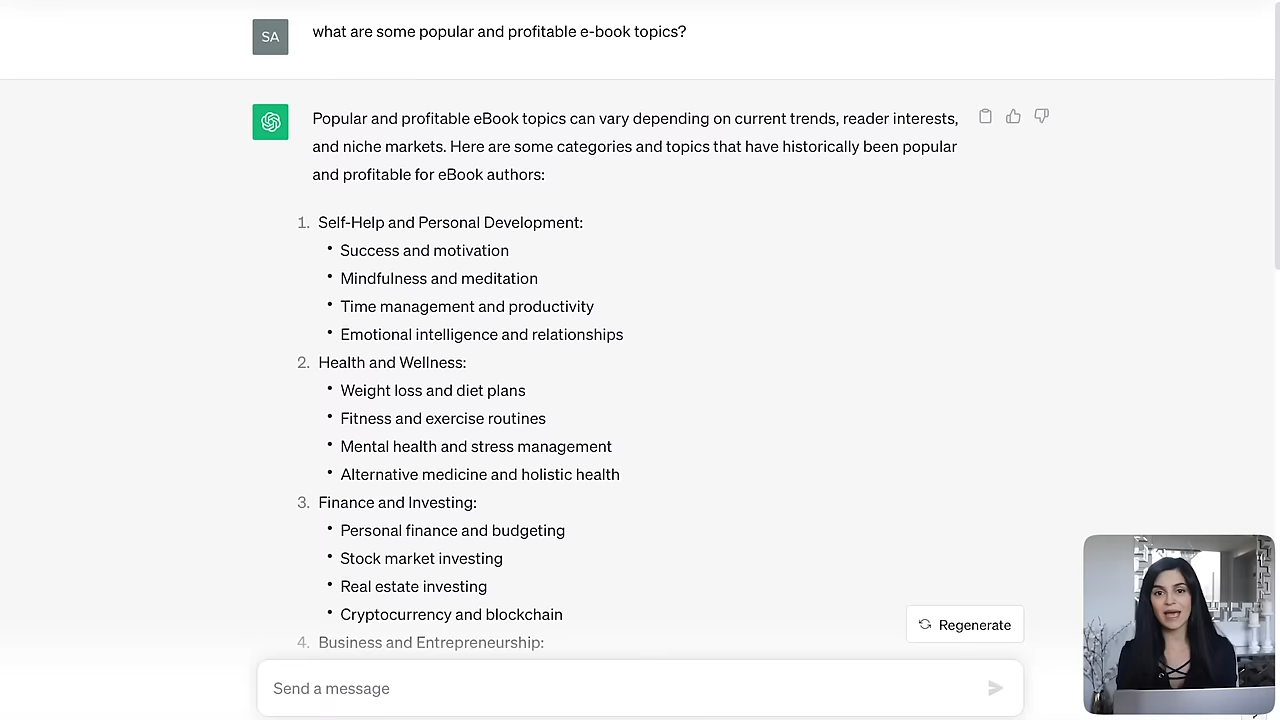 SA
what are some popular and profitable e-book topics?
Popular and profitable eBook topics can vary depending on current trends, reader interests,
and niche markets. Here are some categories and topics that have historically been popular
and profitable for eBook authors:
1. Self-Help and Personal Development:
• Success and motivation
• Mindfulness and meditation
• Time management and productivity
• Emotional intelligence and relationships
2. Health and Wellness:
• Weight loss and diet plans
• Fitness and exercise routines
• Mental health and stress management
• Alternative medicine and holistic health
3. Finance and Investing:
• Personal finance and budgeting
• Stock market investing
• Real estate investing
• Cryptocurrency and blockchain
4. Business and Entrepreneurship:
Regenerate
Send a message